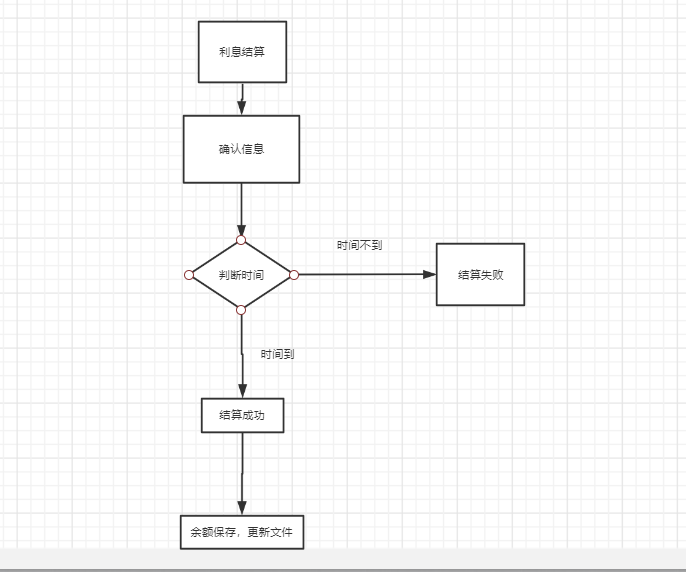 利息结算
确认信息
时间不到
判断时间
结算失败
时间到
结算成功
余额保存，更新文件